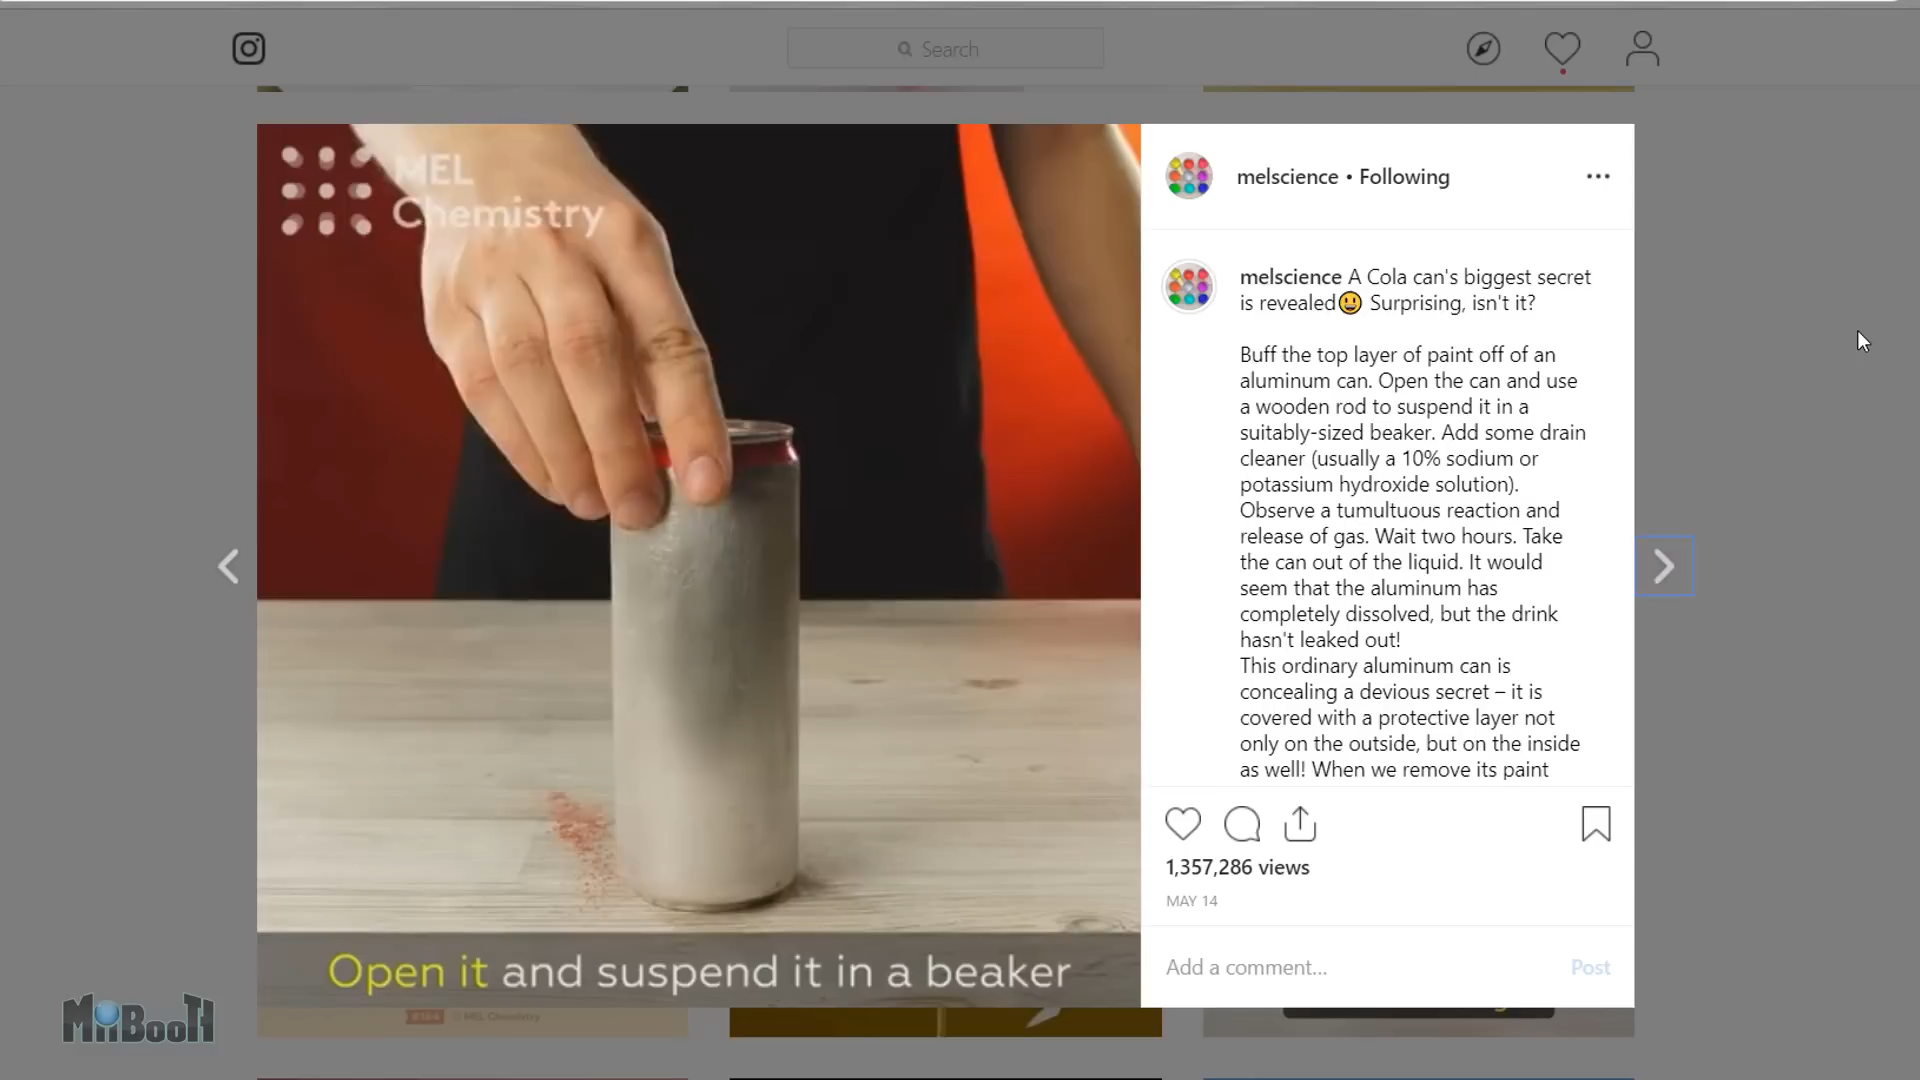 Search
MEL
Chemistry
melscience • Following
melscience A Cola can's biggest secret
is revealed😀 Surprising, isn't it?
Buff the top layer of paint off of an
aluminum can. Open the can and use
a wooden rod to suspend it in a
suitably-sized beaker. Add some drain
cleaner (usually a 10% sodium or
potassium hydroxide solution).
Observe a tumultuous reaction and
release of gas. Wait two hours. Take
the can out of the liquid. It would
seem that the aluminum has
completely dissolved, but the drink
hasn't leaked out!
This ordinary aluminum can is
concealing a devious secret – it is
covered with a protective layer not
only on the outside, but on the inside
as well! When we remove its paint
1,357,286 views
MAY 14
Add a comment... Post
Open it and suspend it in a beaker
MEL Chemistry